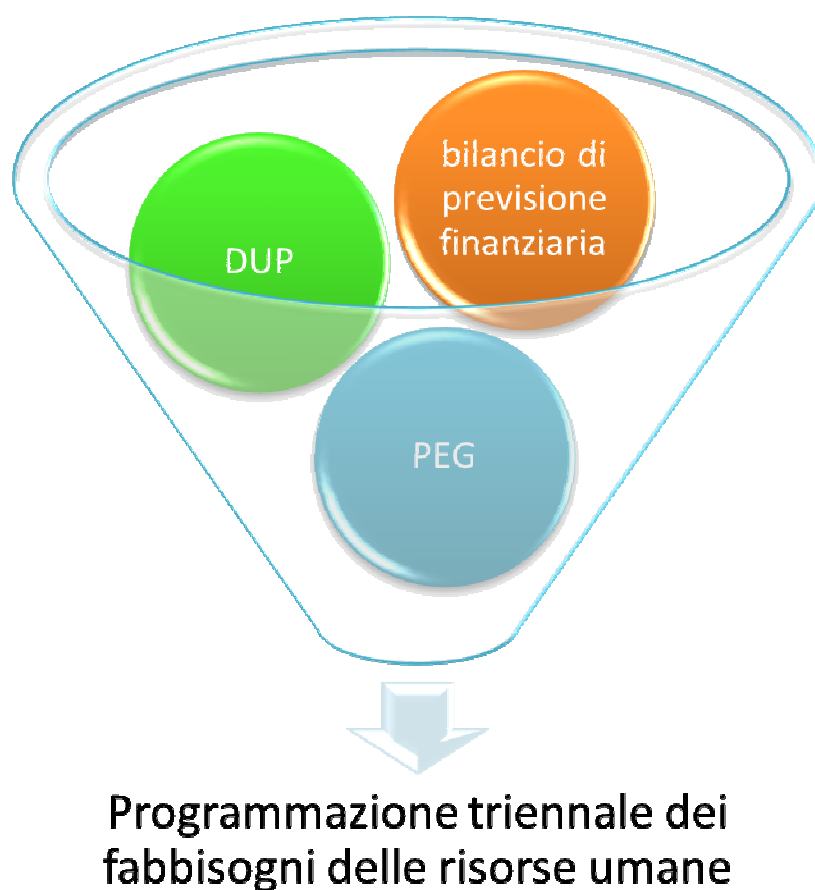 bilancio di
previsione
finanziaria
DUP
PEG
Programmazione triennale dei
fabbisogni delle risorse umane